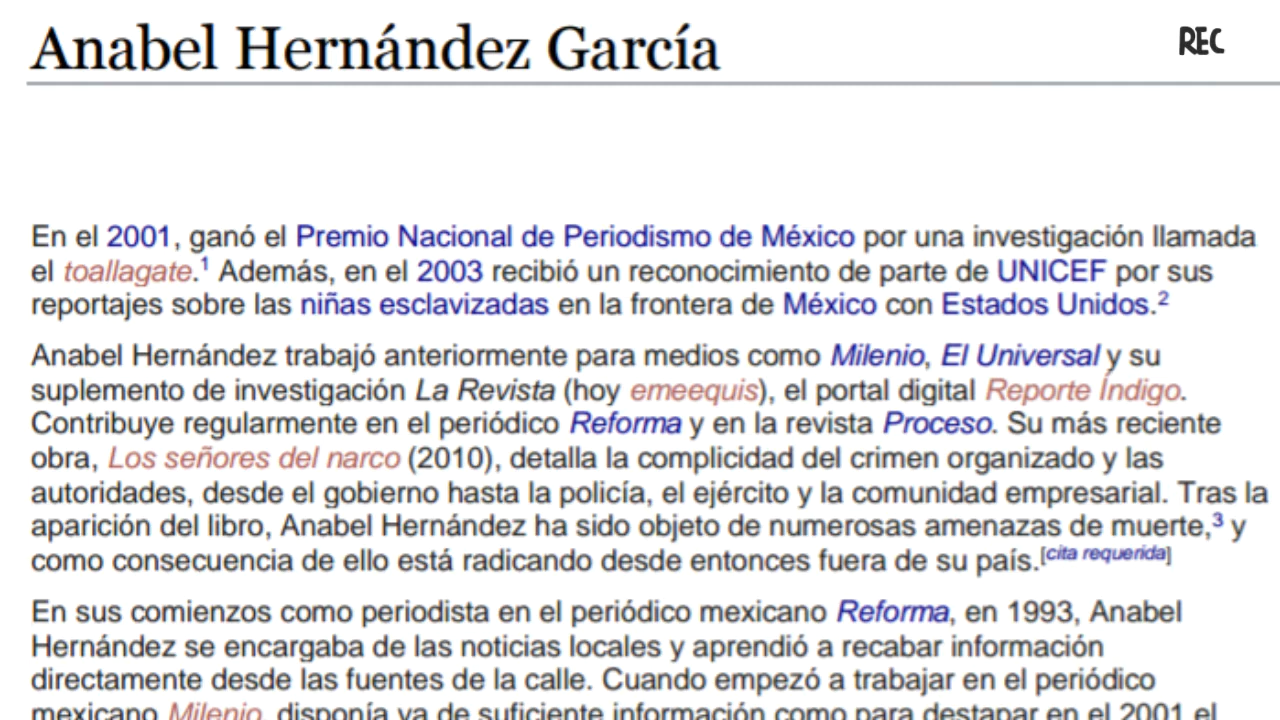 Anabel Hernández García
REC
En el 2001, ganó el Premio Nacional de Periodismo de México por una investigación llamada
el toallagate.1 Además, en el 2003 recibió un reconocimiento de parte de UNICEF por sus
reportajes sobre las niñas esclavizadas en la frontera de México con Estados Unidos.2
Anabel Hernández trabajó anteriormente para medios como Milenio, El Universal y su
suplemento de investigación La Revista (hoy emeequis), el portal digital Reporte Índigo.
Contribuye regularmente en el periódico Reforma y en la revista Proceso. Su más reciente
obra, Los señores del narco (2010), detalla la complicidad del crimen organizado y las
autoridades, desde el gobierno hasta la policía, el ejército y la comunidad empresarial. Tras la
aparición del libro, Anabel Hernández ha sido objeto de numerosas amenazas de muerte,3 y
como consecuencia de ello está radicando desde entonces fuera de su país.[cita requerida]
En sus comienzos como periodista en el periódico mexicano Reforma, en 1993, Anabel
Hernández se encargaba de las noticias locales y aprendió a recabar información
directamente desde las fuentes de la calle. Cuando empezó a trabajar en el periódico
mexicano Milenio, disponía ya de suficiente información como para destapar en el 2001 el